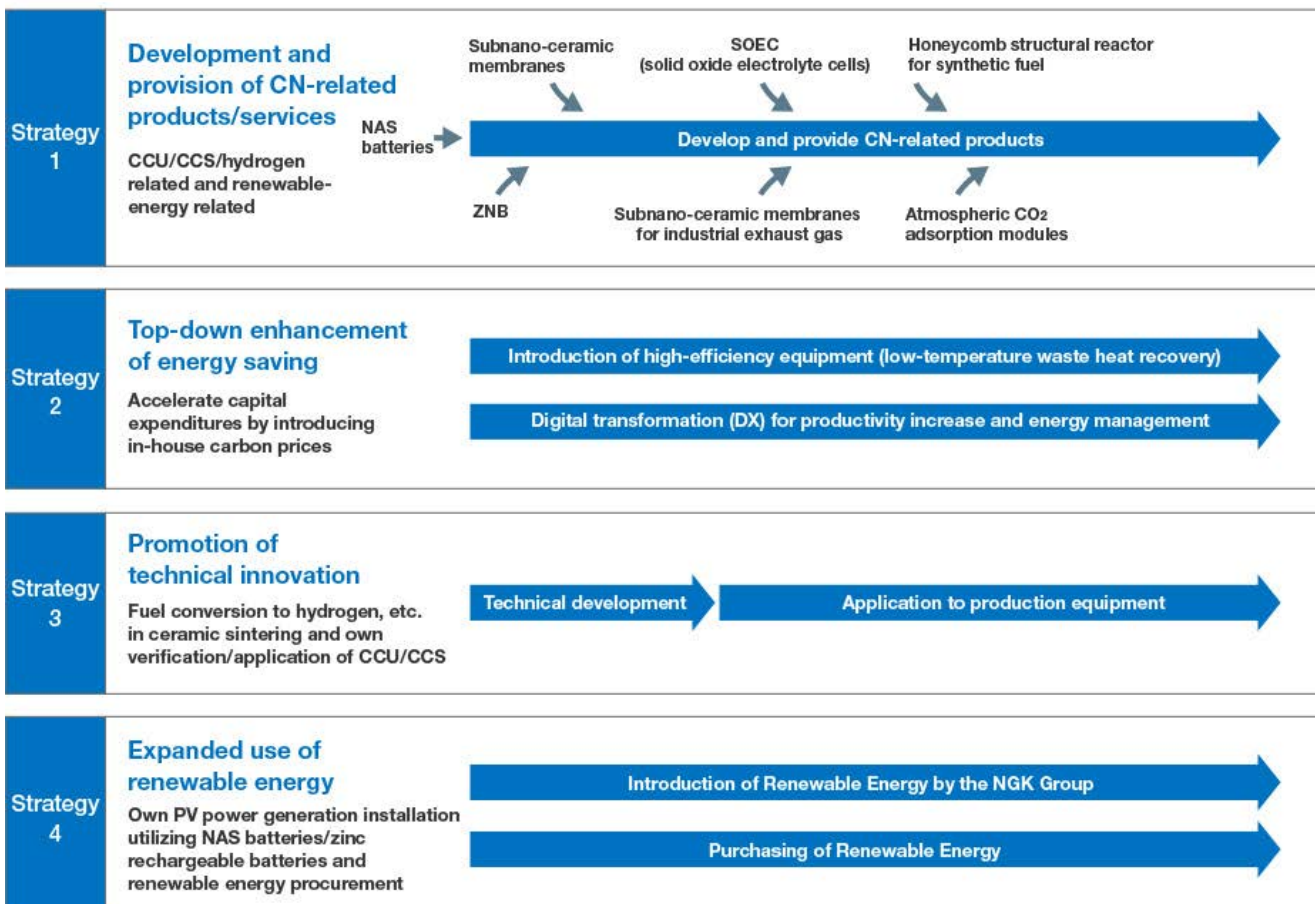 Strategy
1
Development and
provision of CN-related
products/services
CCU/CCS/hydrogen
related and renewable-
energy related
NAS
batteries
Subnano-ceramic
membranes
SOEC
(solid oxide electrolyte cells)
Honeycomb structural reactor
for synthetic fuel
Develop and provide CN-related products
ZNB
Subnano-ceramic membranes
for industrial exhaust gas
Atmospheric CO2
adsorption modules
Strategy
2
Top-down enhancement
of energy saving
Accelerate capital
expenditures by introducing
in-house carbon prices
Introduction of high-efficiency equipment (low-temperature waste heat recovery)
Digital transformation (DX) for productivity increase and energy management
Strategy
3
Promotion of
technical innovation
Fuel conversion to hydrogen, etc.
in ceramic sintering and own
verification/application of CCU/CCS
Technical development
Application to production equipment
Strategy
4
Expanded use of
renewable energy
Own PV power generation installation
utilizing NAS batteries/zinc
rechargeable batteries and
renewable energy procurement
Introduction of Renewable Energy by the NGK Group
Purchasing of Renewable Energy